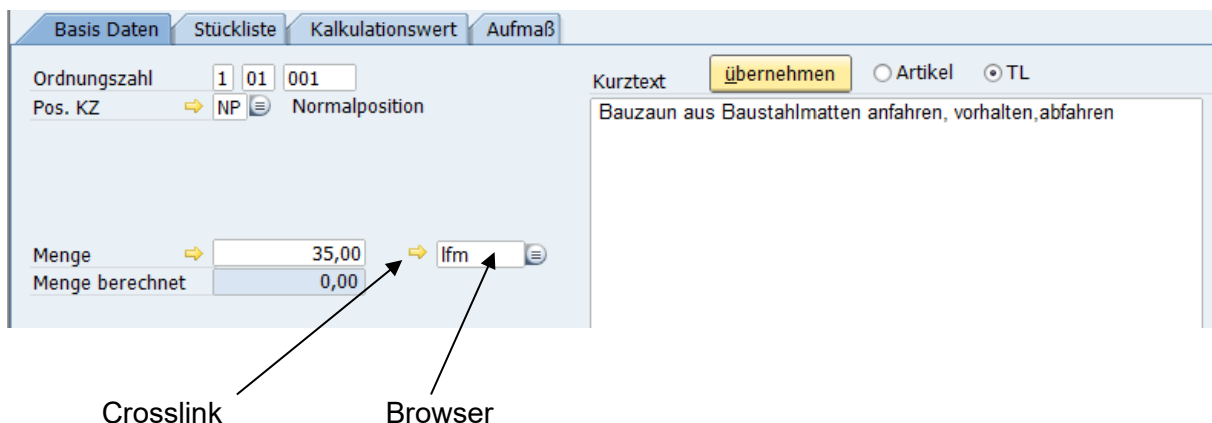 Basis Daten Stückliste Kalkulationswert Aufmaß
Ordnungszahl 1 01 001
Pos. KZ NP Normalposition
Menge 35,00 lfm
Menge berechnet 0,00
Kurztext übernehmen Artikel TL
Bauzaun aus Baustahlmatten anfahren, vorhalten,abfahren
Crosslink Browser